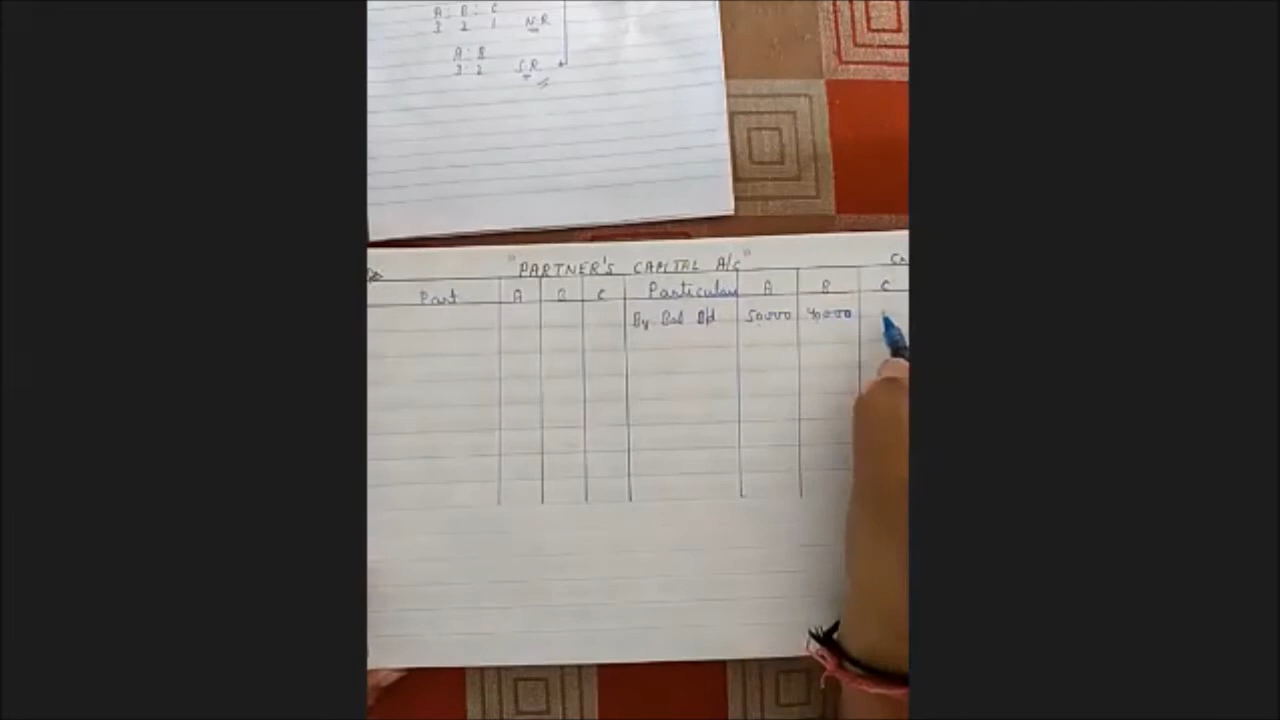 A : B : C
3 2 1 N.R
A : B
3 : 2 S.R
"PARTNER'S CAPITAL A/c"
Part A B C Particulars A B C
By Bal B/d 50000 40000